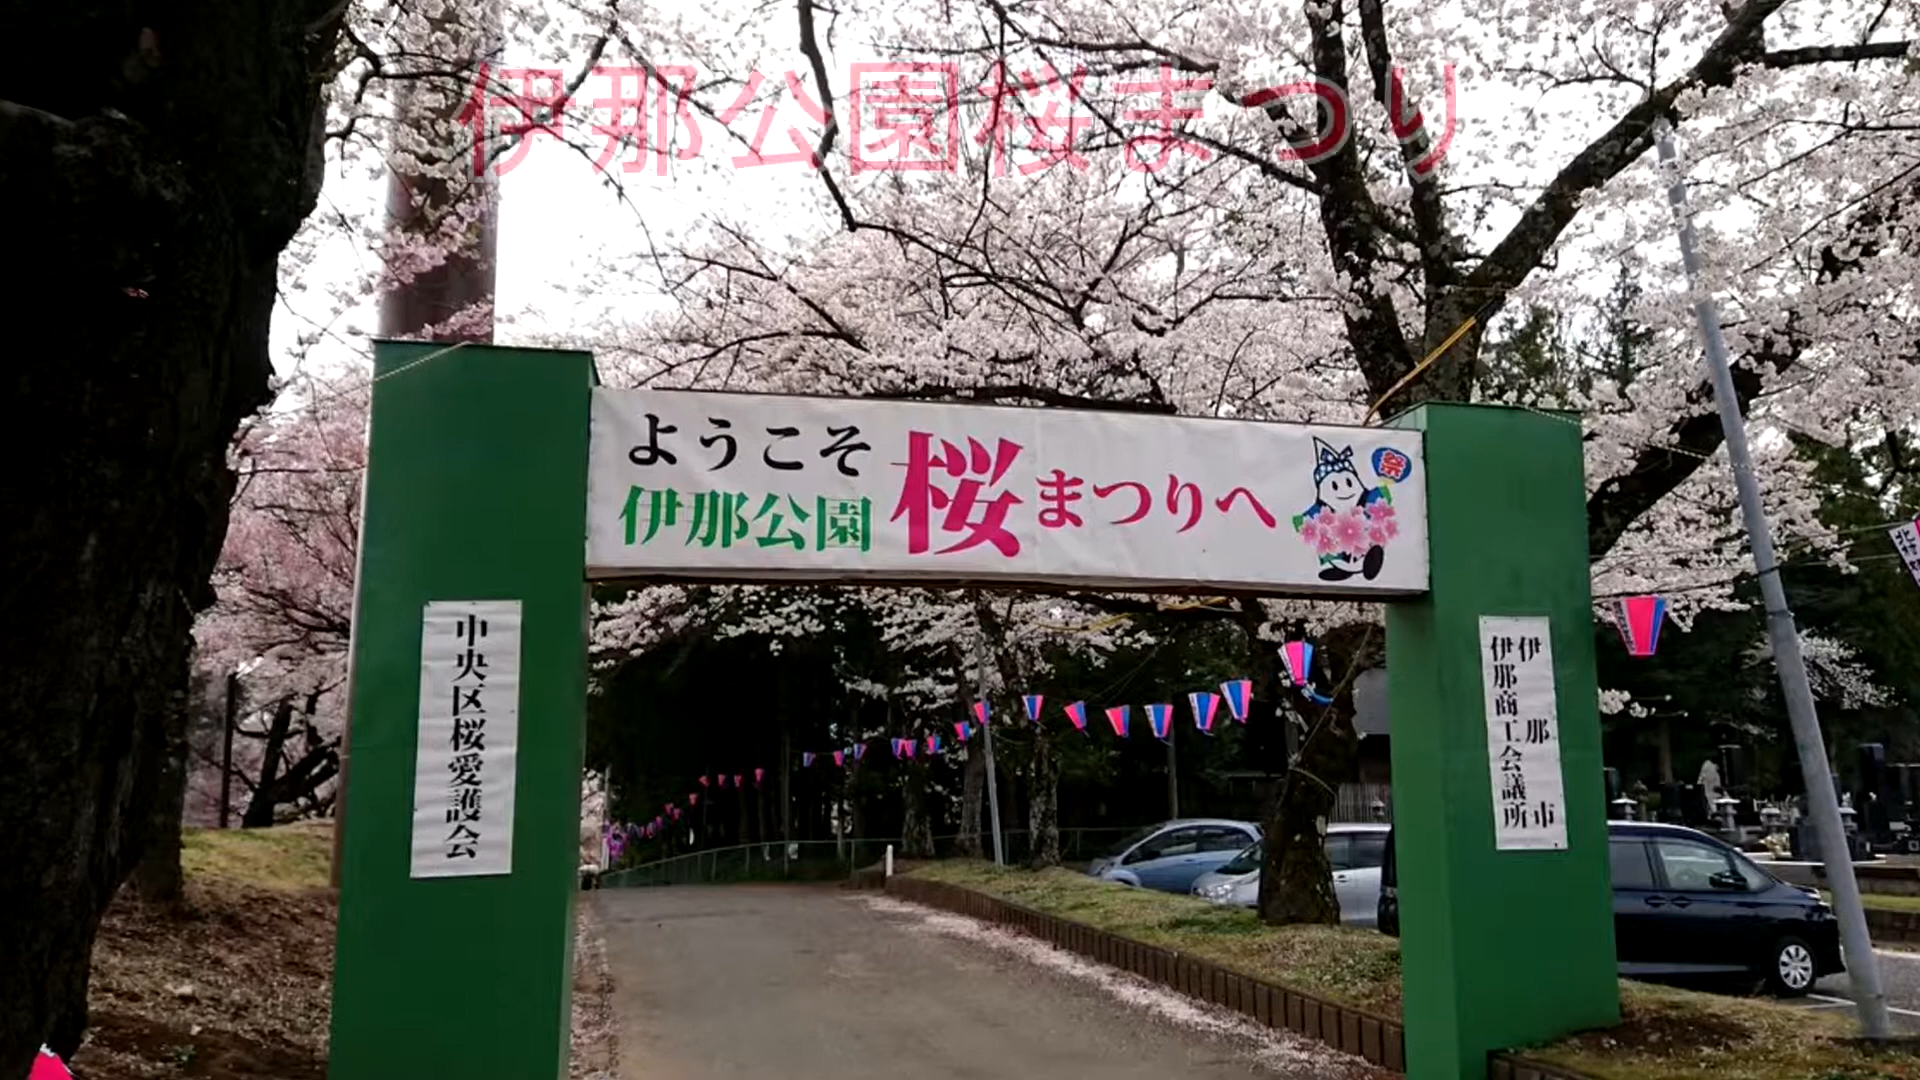 伊那公園桜まつり
ようこそ
伊那公園
桜まつりへ
祭
中央区桜愛護会
伊那市
伊那商工会議所